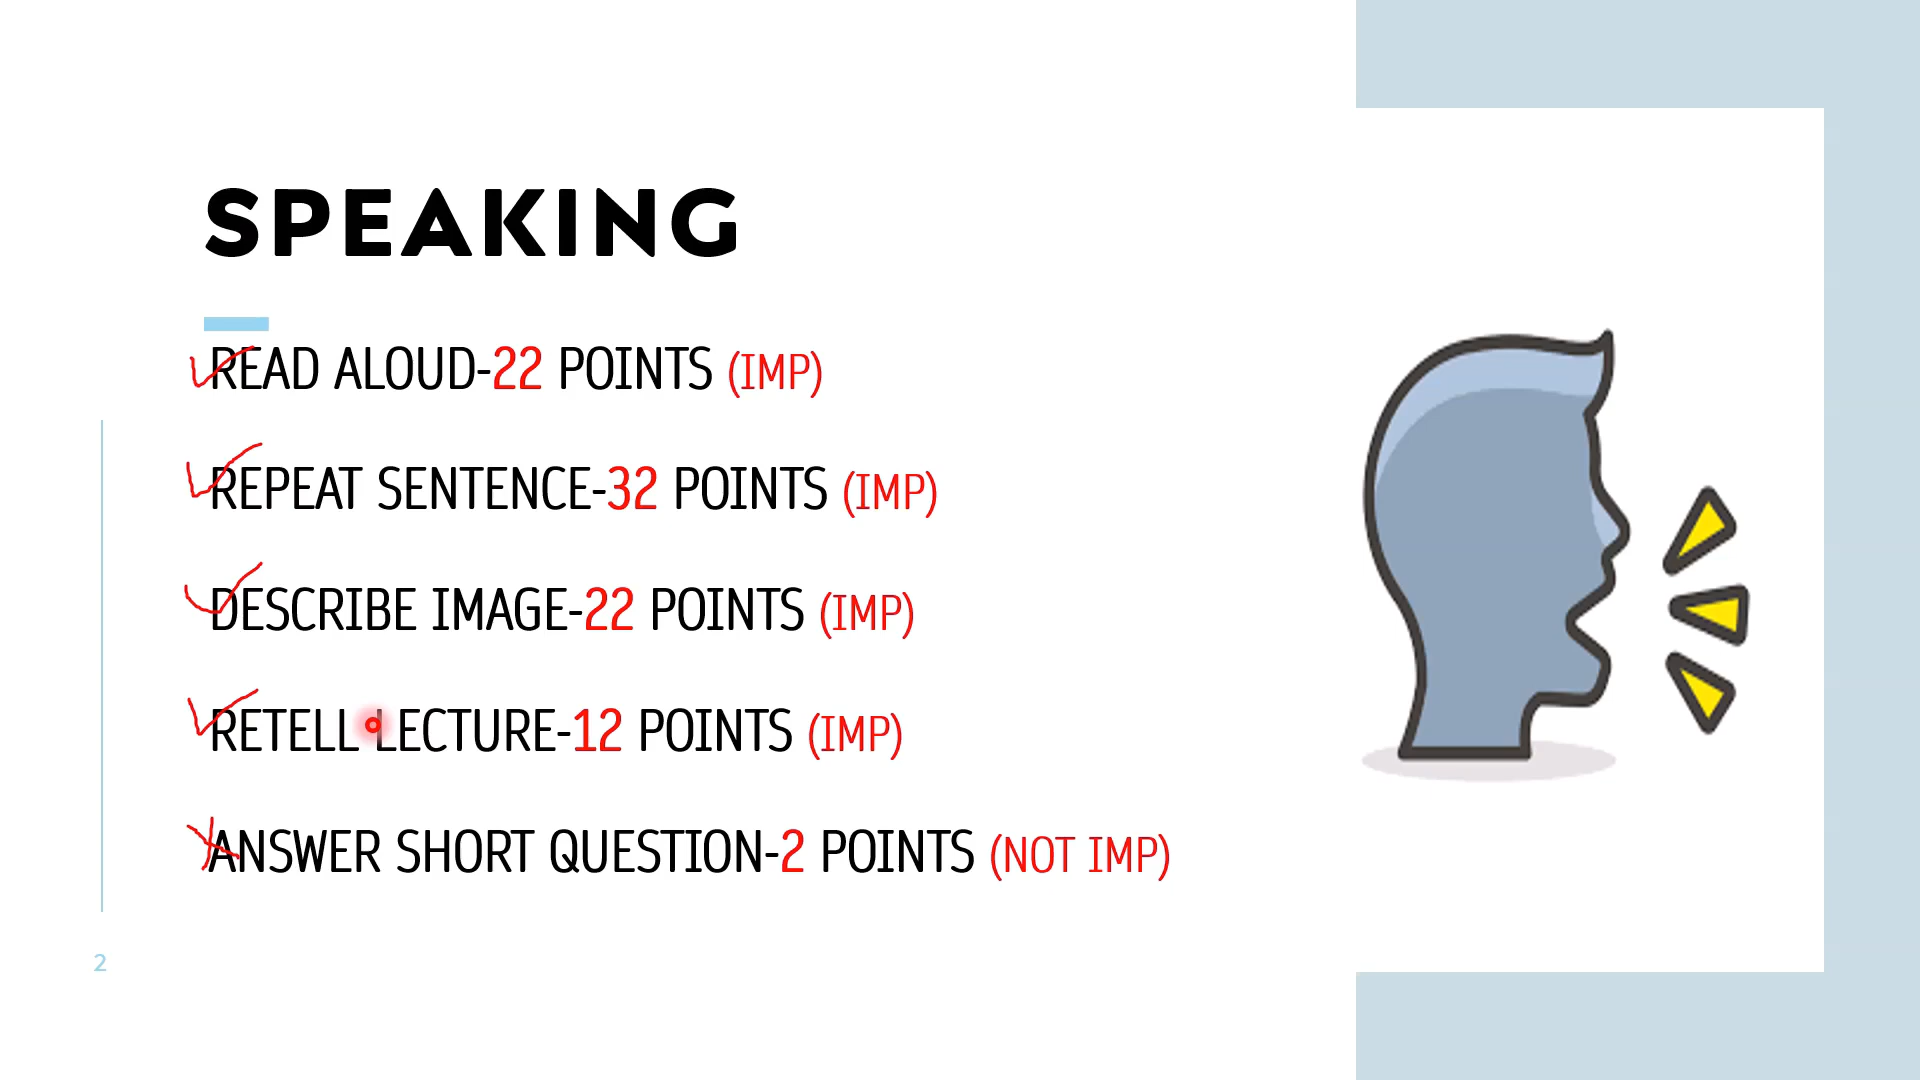 SPEAKING
READ ALOUD-22 POINTS (IMP)
REPEAT SENTENCE-32 POINTS (IMP)
DESCRIBE IMAGE-22 POINTS (IMP)
RETELL LECTURE-12 POINTS (IMP)
ANSWER SHORT QUESTION-2 POINTS (NOT IMP)
2